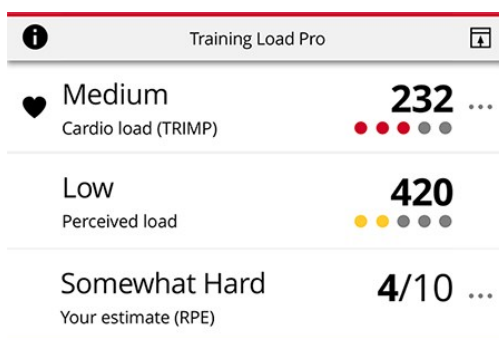 Training Load Pro
Medium 232
Cardio load (TRIMP)
Low 420
Perceived load
Somewhat Hard 4/10
Your estimate (RPE)